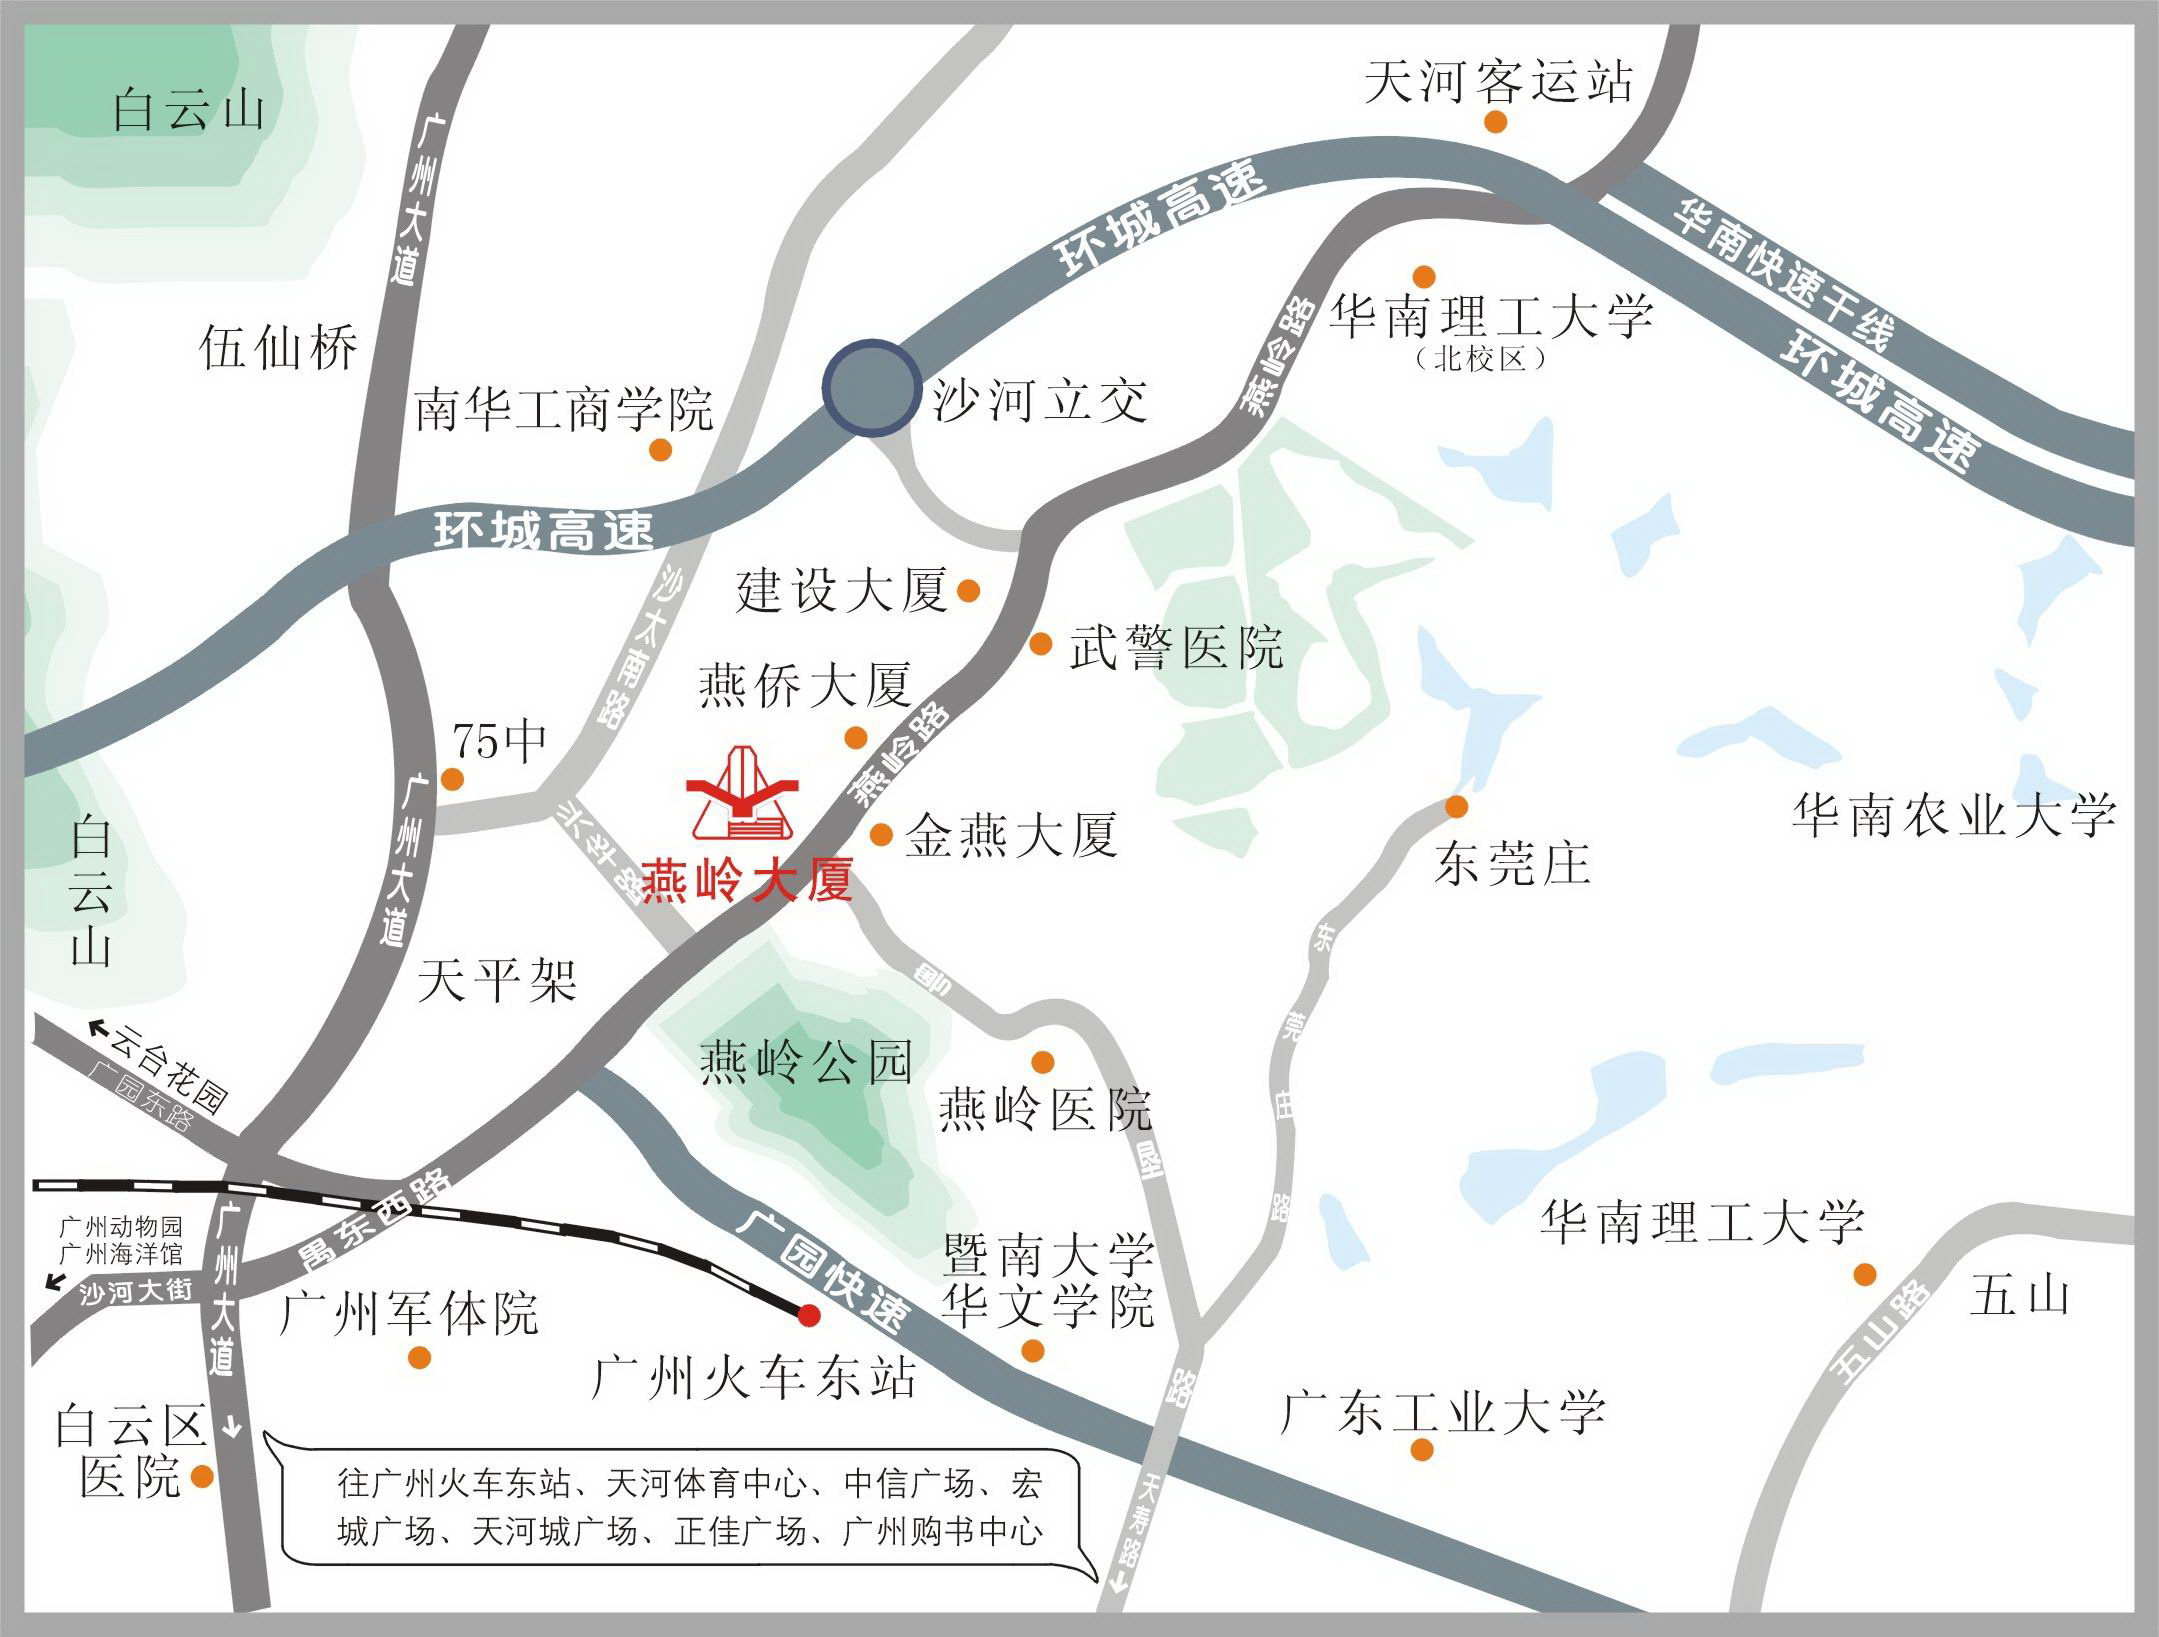 天河客运站
白云山
广州大道
环城高速
华南快速干线
华南理工大学
（北校区）
燕岭路
伍仙桥
南华工商学院
沙河立交
环城高速
环城高速
建设大厦
沙太南路
武警医院
燕侨大厦
75中
燕岭路
广州大道
金燕大厦
华南农业大学
东莞庄
燕岭大厦
白云山
天平架
东莞庄路
云台花园
广园东路
燕岭公园
燕岭医院
垦
路
禺东西路
广州动物园
广州海洋馆
沙河大街
广州大道
广园快速
暨南大学
华文学院
华南理工大学
五山
五山路
广州军体院
广州火车东站
广东工业大学
白云区
医院
往广州火车东站、天河体育中心、中信广场、宏
城广场、天河城广场、正佳广场、广州购书中心
天寿路